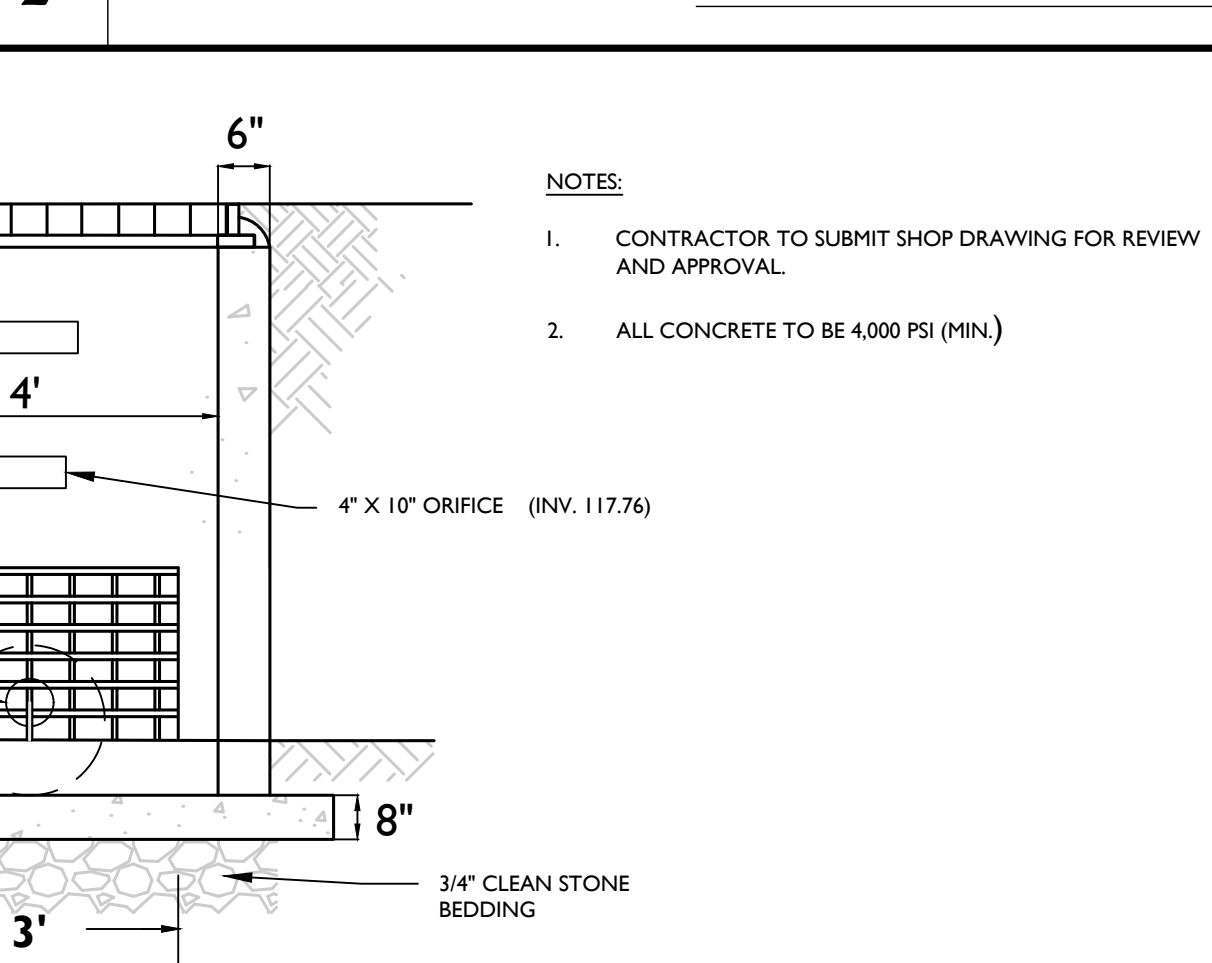 6"
NOTES:
1. CONTRACTOR TO SUBMIT SHOP DRAWING FOR REVIEW
AND APPROVAL.
2. ALL CONCRETE TO BE 4,000 PSI (MIN.)
4'
4" X 10" ORIFICE (INV. 117.76)
8"
3/4" CLEAN STONE
BEDDING
3'